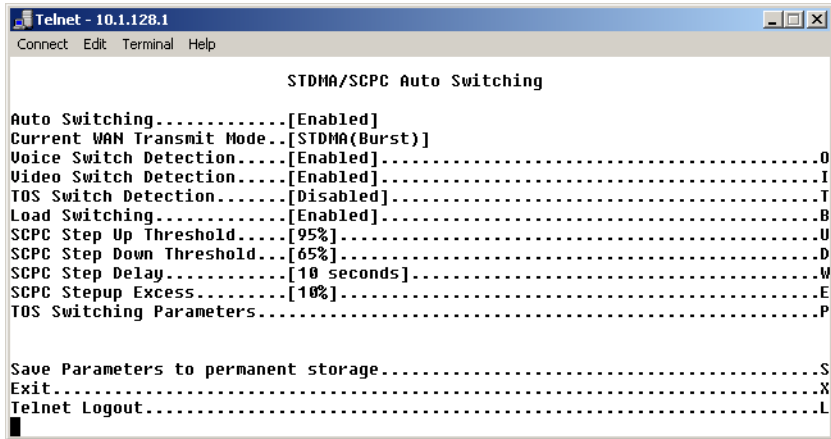 Telnet - 10.1.128.1
Connect Edit Terminal Help
STDMA/SCPC Auto Switching
Auto Switching.............[Enabled]
Current WAN Transmit Mode..[STDMA(Burst)]
Voice Switch Detection.....[Enabled]...........................................O
Video Switch Detection.....[Enabled]...........................................I
TOS Switch Detection.......[Disabled]..........................................T
Load Switching.............[Enabled]...........................................B
SCPC Step Up Threshold.....[95%]...............................................U
SCPC Step Down Threshold...[65%]...............................................D
SCPC Step Delay............[10 seconds]........................................W
SCPC Stepup Excess.........[10%]...............................................E
TOS Switching Parameters.......................................................P
Save Parameters to permanent storage...........................................S
Exit...........................................................................X
Telnet Logout..................................................................L